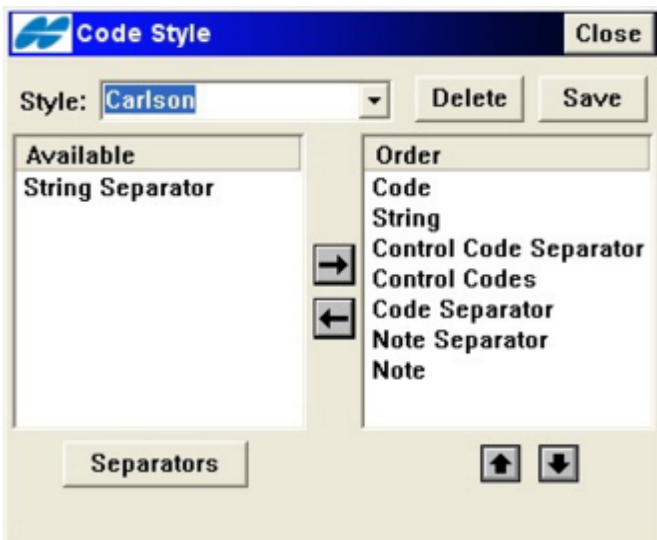 Code Style Close
Style: Carlson Delete Save
Available
String Separator
Order
Code
String
Control Code Separator
Control Codes
Code Separator
Note Separator
Note
Separators